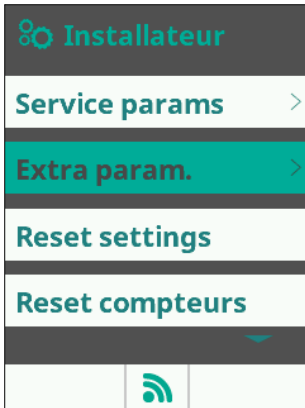 Installateur
Service params
Extra param.
Reset settings
Reset compteurs